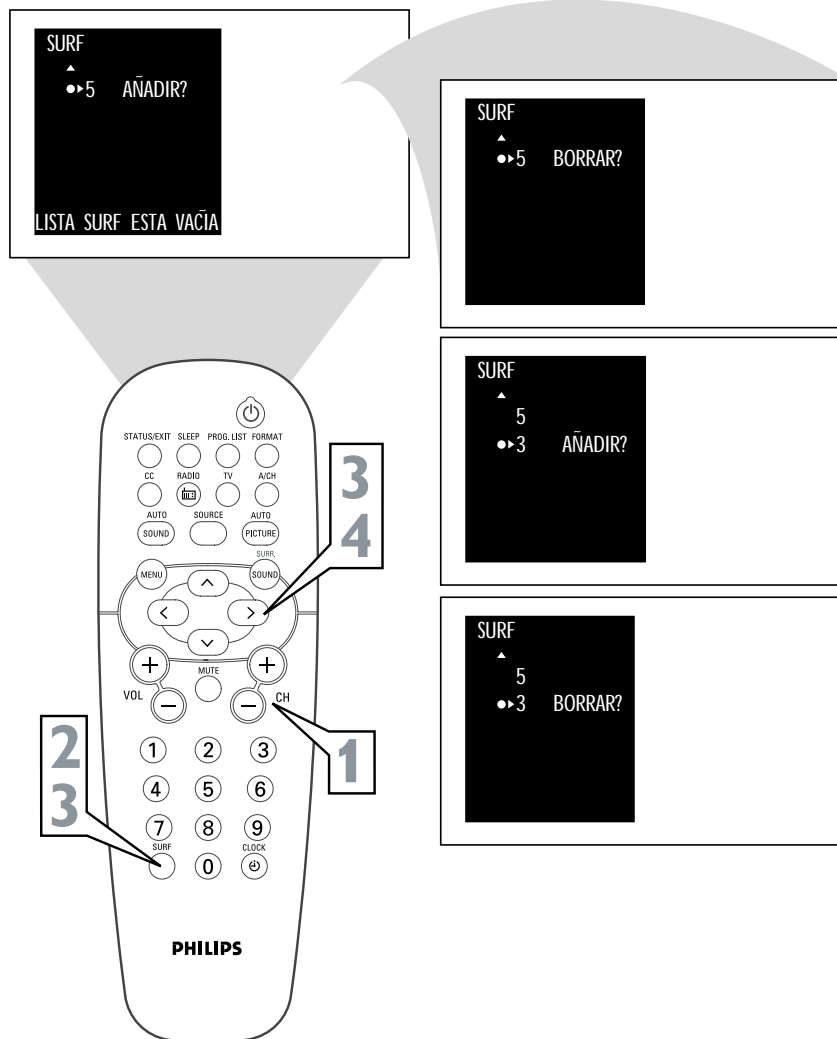 SURF
5 AÑADIR?
LISTA SURF ESTA VACĨA
SURF
5 BORRAR?
SURF
5
3 AÑADIR?
SURF
5
3 BORRAR?
STATUS/EXIT SLEEP PROG. LIST FORMAT
CC RADIO TV A/CH
AUTO SOURCE AUTO
SOUND PICTURE
SURR.
MENU SOUND
3
4
MUTE
VOL CH
1
2
3
1 2 3
4 5 6
7 8 9
SURF 0 CLOCK
PHILIPS